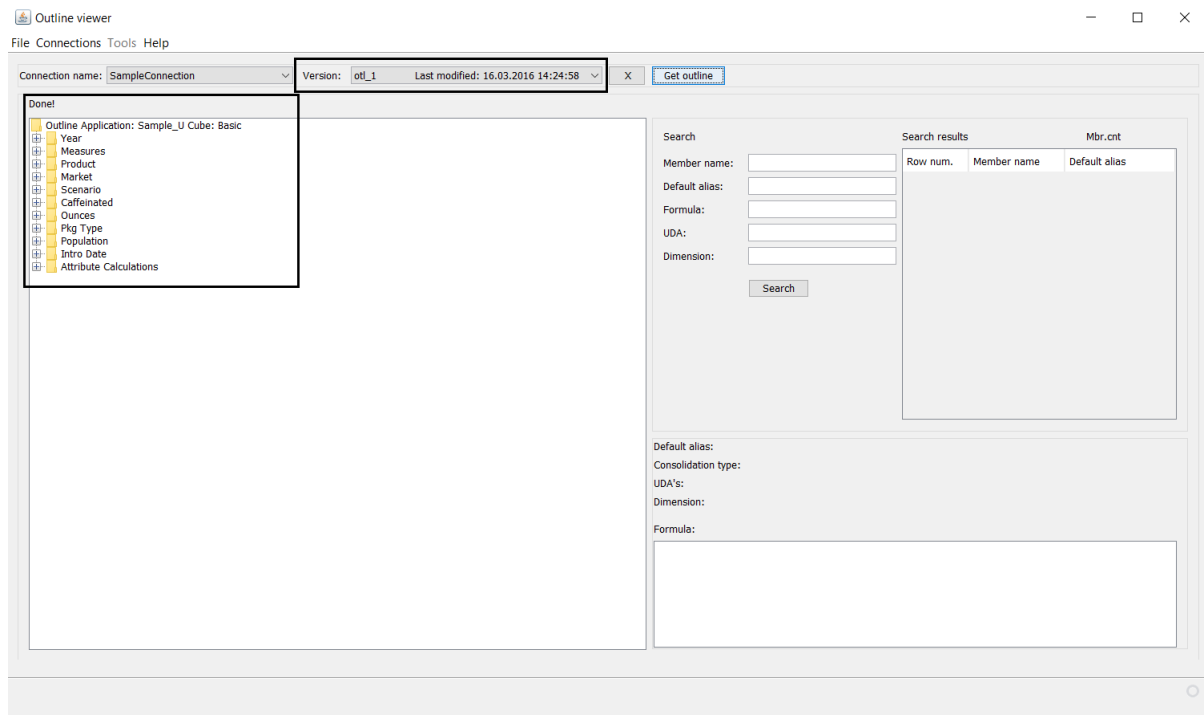 Outline viewer
File Connections Tools Help
Connection name: SampleConnection Version: otl_1 Last modified: 16.03.2016 14:24:58 X Get outline
Done!
Outline Application: Sample_U Cube: Basic
Year
Measures
Product
Market
Scenario
Caffeinated
Ounces
Pkg Type
Population
Intro Date
Attribute Calculations
Search
Member name:
Default alias:
Formula:
UDA:
Dimension:
Search
Search results Mbr.cnt
Row num. Member name Default alias
Default alias:
Consolidation type:
UDA's:
Dimension:
Formula: